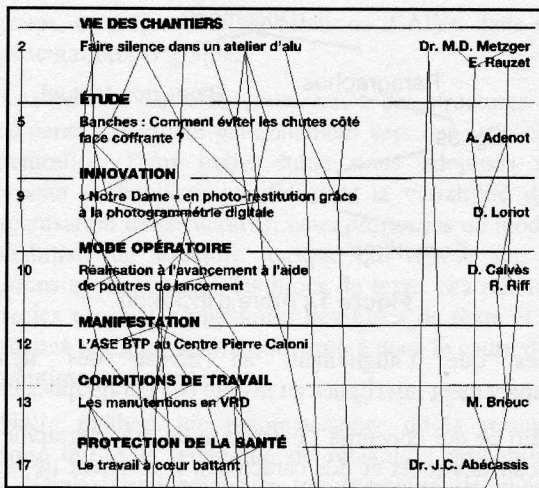 VIE DES CHANTIERS
2 Faire silence dans un atelier d'alu Dr. M.D. Metzger
E. Rauzet
ÉTUDE
5 Banches : Comment éviter les chutes côté
face coffrante ? A. Adenot
INNOVATION
9 « Notre Dame » en photo-restitution grâce
à la photogrammétrie digitale D. Loriot
MODE OPÉRATOIRE
10 Réalisation à l'avancement à l'aide D. Calvès
de poutres de lancement R. Riff
MANIFESTATION
12 L'ASE BTP au Centre Pierre Caloni
CONDITIONS DE TRAVAIL
13 Les manutentions en VRD M. Brieuc
PROTECTION DE LA SANTÉ
17 Le travail à cœur battant Dr. J.C. Abécassis